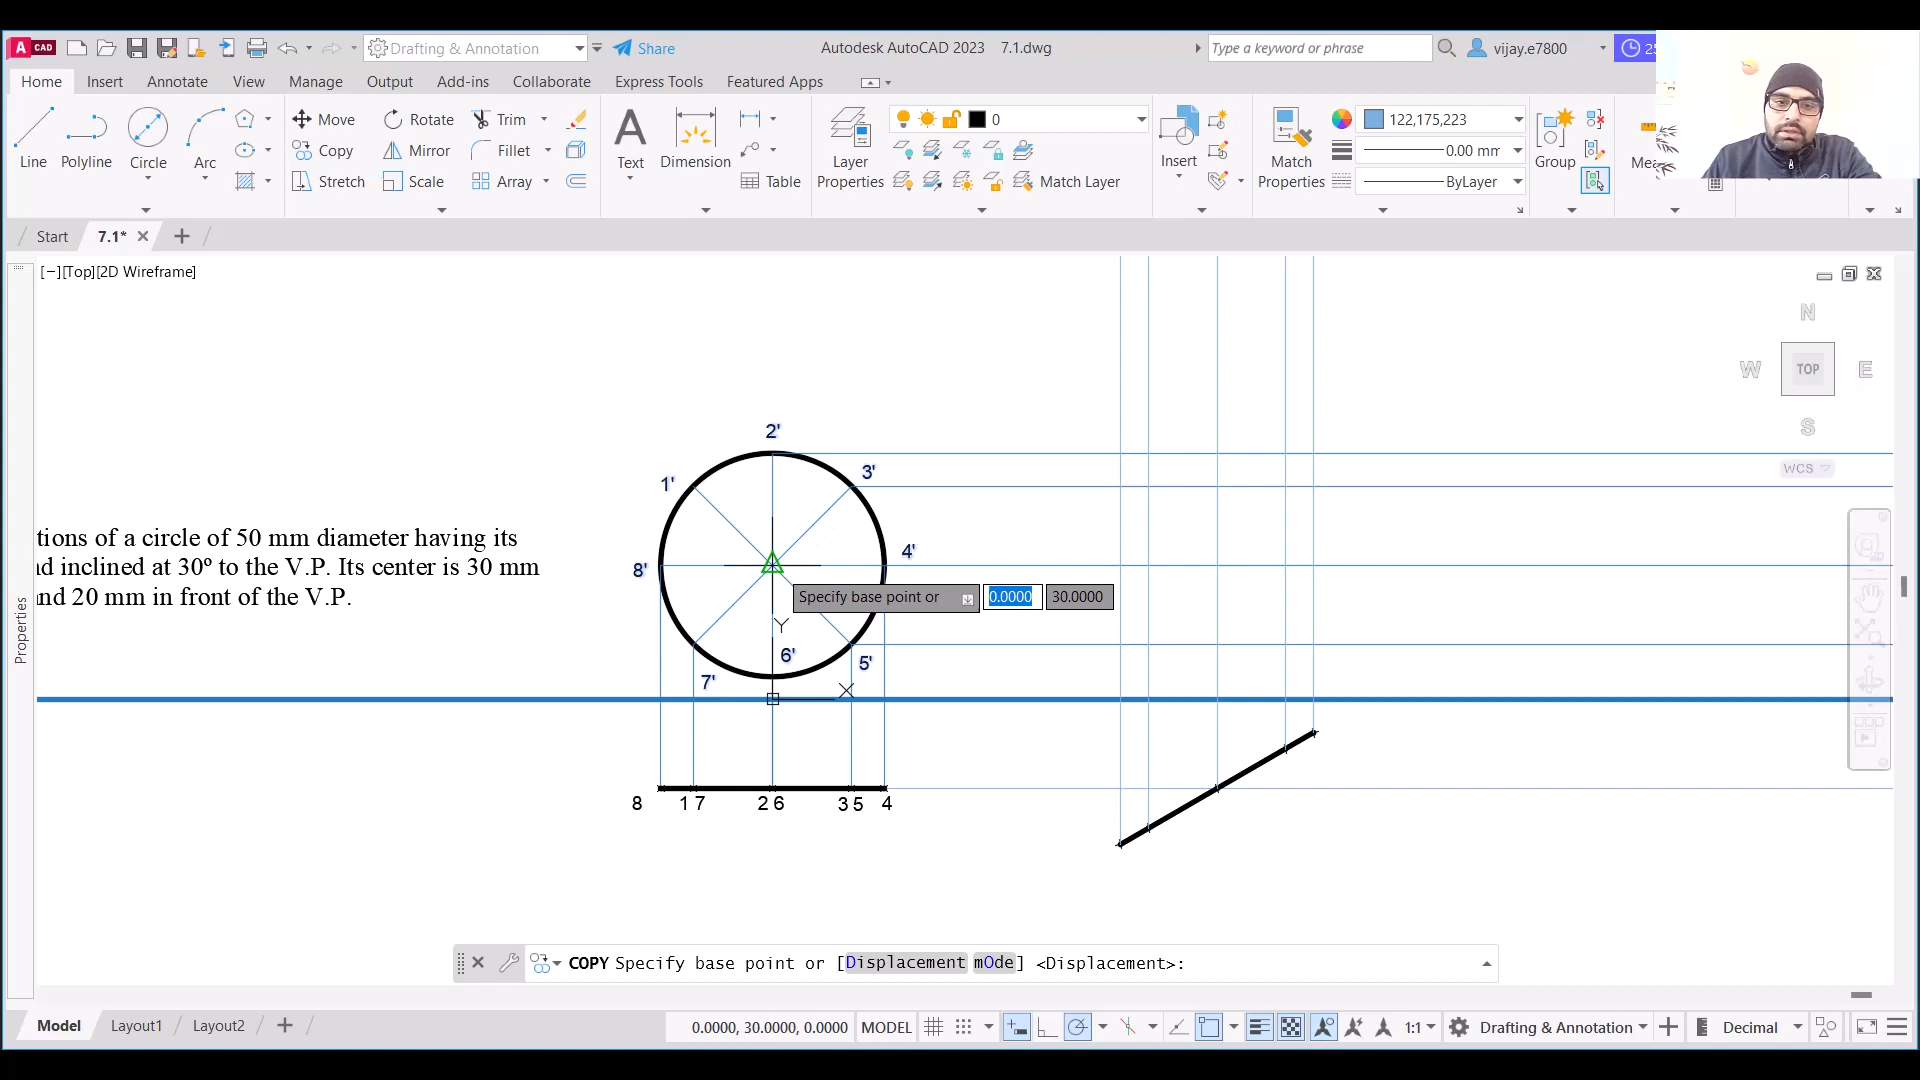 A CAD
Drafting & Annotation
Share
Autodesk AutoCAD 2023 7.1.dwg
Type a keyword or phrase
vijay.e7800
Home Insert Annotate View Manage Output Add-ins Collaborate Express Tools Featured Apps
Line
Polyline
Circle
Arc
Move
Rotate
Trim
Copy
Mirror
Fillet
Stretch
Scale
Array
Text
Dimension
Table
Layer
Properties
0
Match Layer
Insert
Match
Properties
122,175,223
0.00 mm
ByLayer
Group
Start 7.1*
[−][Top][2D Wireframe]
N
W TOP E
S
WCS
Properties
tions of a circle of 50 mm diameter having its
nd inclined at 30º to the V.P. Its center is 30 mm
and 20 mm in front of the V.P.
2'
1'
3'
8'
4'
7'
6'
5'
Y
X
Specify base point or 0.0000 30.0000
8 1 7 2 6 3 5 4
COPY Specify base point or [Displacement mOde] <Displacement>:
Model Layout1 Layout2
0.0000, 30.0000, 0.0000 MODEL 1:1 Drafting & Annotation Decimal